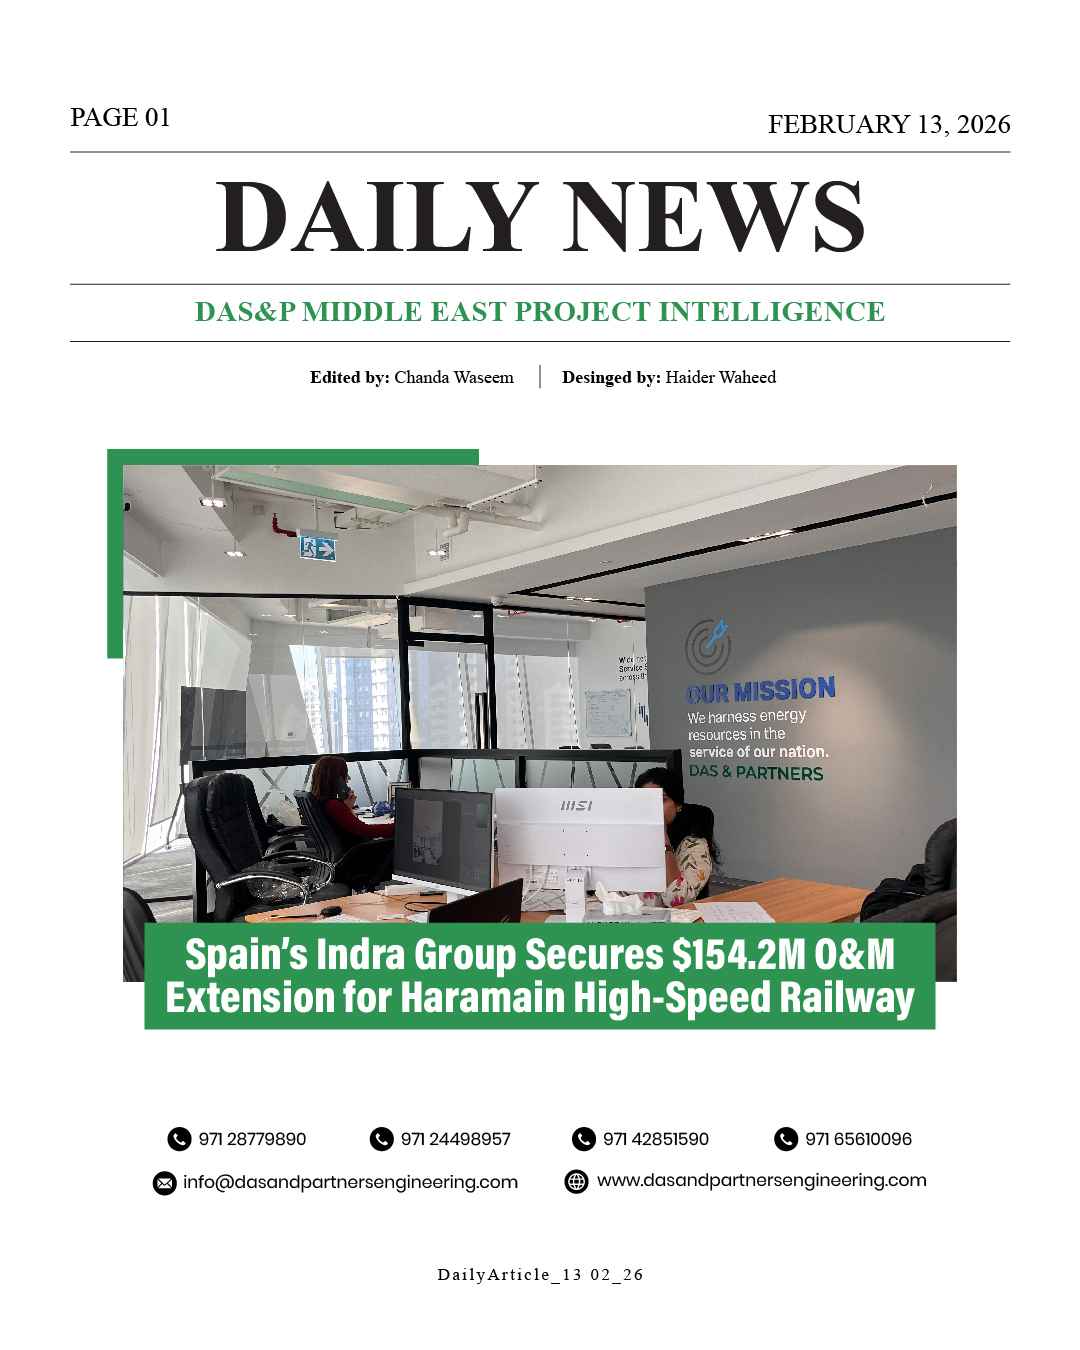 PAGE 01
FEBRUARY 13, 2026
DAILY NEWS
DAS&P MIDDLE EAST PROJECT INTELLIGENCE
Edited by: Chanda Waseem
Desinged by: Haider Waheed
Service
across th
OUR MISSION
We harness energy
resources in the
service of our nation.
DAS & PARTNERS
msi
Spain's Indra Group Secures $154.2M O&M
Extension for Haramain High-Speed Railway
971 28779890
971 24498957
971 42851590
971 65610096
info@dasandpartnersengineering.com
www.dasandpartnersengineering.com
DailyArticle_13 02_26